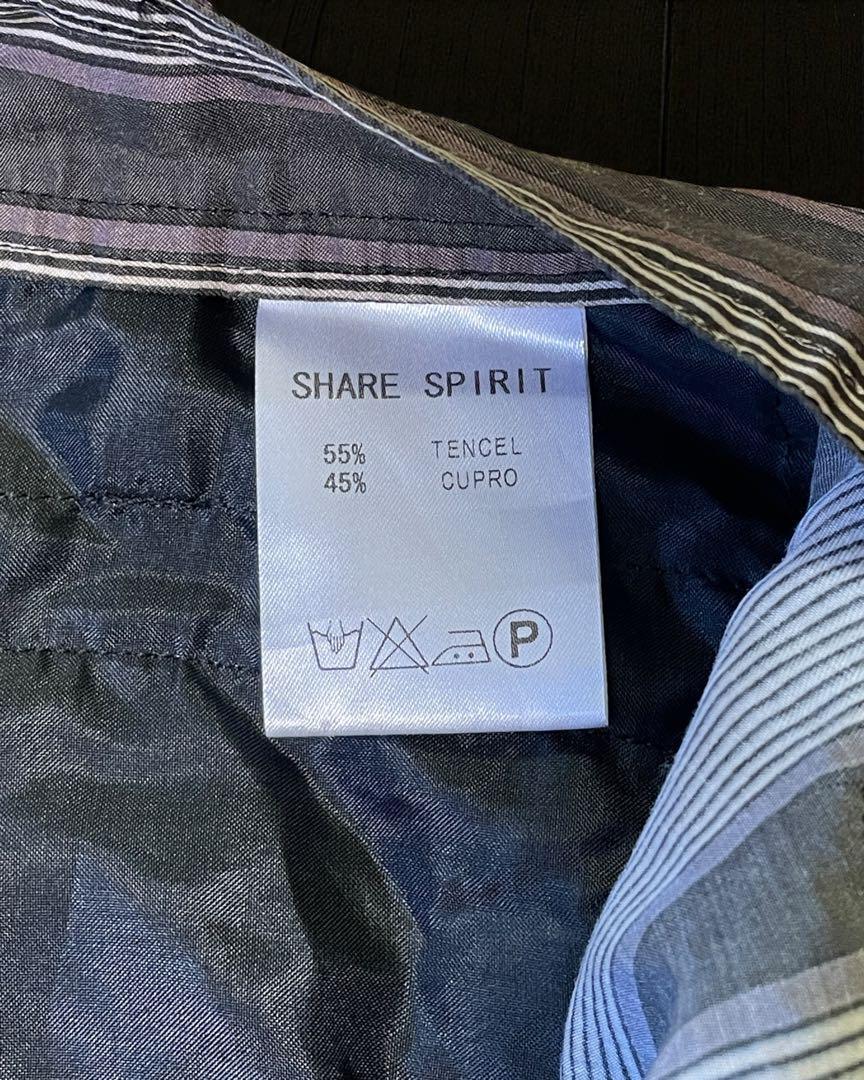 SHARE SPIRIT
55% TENCEL
45% CUPRO
P